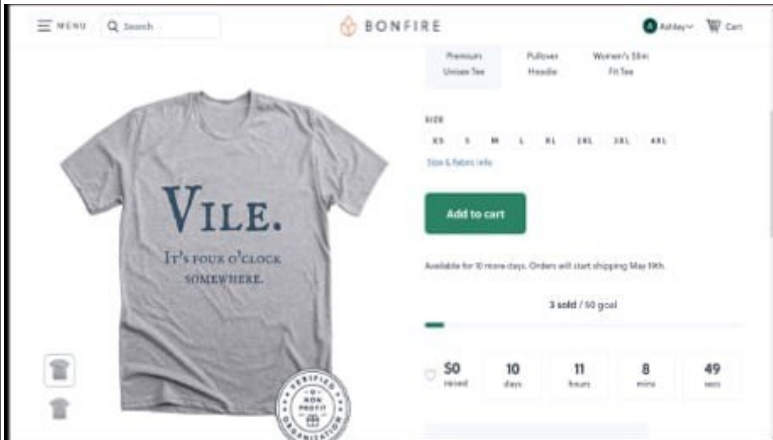 MENU
Search
BONFIRE
A
Ashley
Cart
Premium
Unisex Tee
Pullover
Hoodie
Women's Slim
Fit Tee
SIZE
XS S M L XL 2XL 3XL 4XL
Size & fabric info
Add to cart
Available for 10 more days. Orders will start shipping May 19th.
3 sold / 50 goal
$0
raised
10
days
11
hours
8
mins
49
secs
VILE.
IT'S FOUR O'CLOCK
SOMEWHERE.
VERIFIED
NON
PROFIT
ORGANIZATION